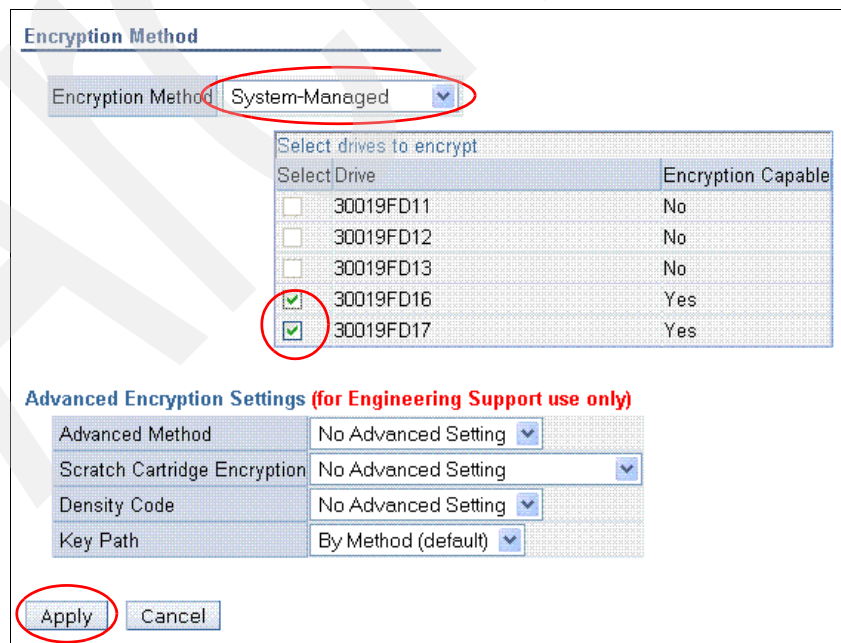 Encryption Method
Encryption Method System-Managed
Select drives to encrypt
Select Drive Encryption Capable
30019FD11 No
30019FD12 No
30019FD13 No
30019FD16 Yes
30019FD17 Yes
Advanced Encryption Settings (for Engineering Support use only)
Advanced Method No Advanced Setting
Scratch Cartridge Encryption No Advanced Setting
Density Code No Advanced Setting
Key Path By Method (default)
Apply Cancel